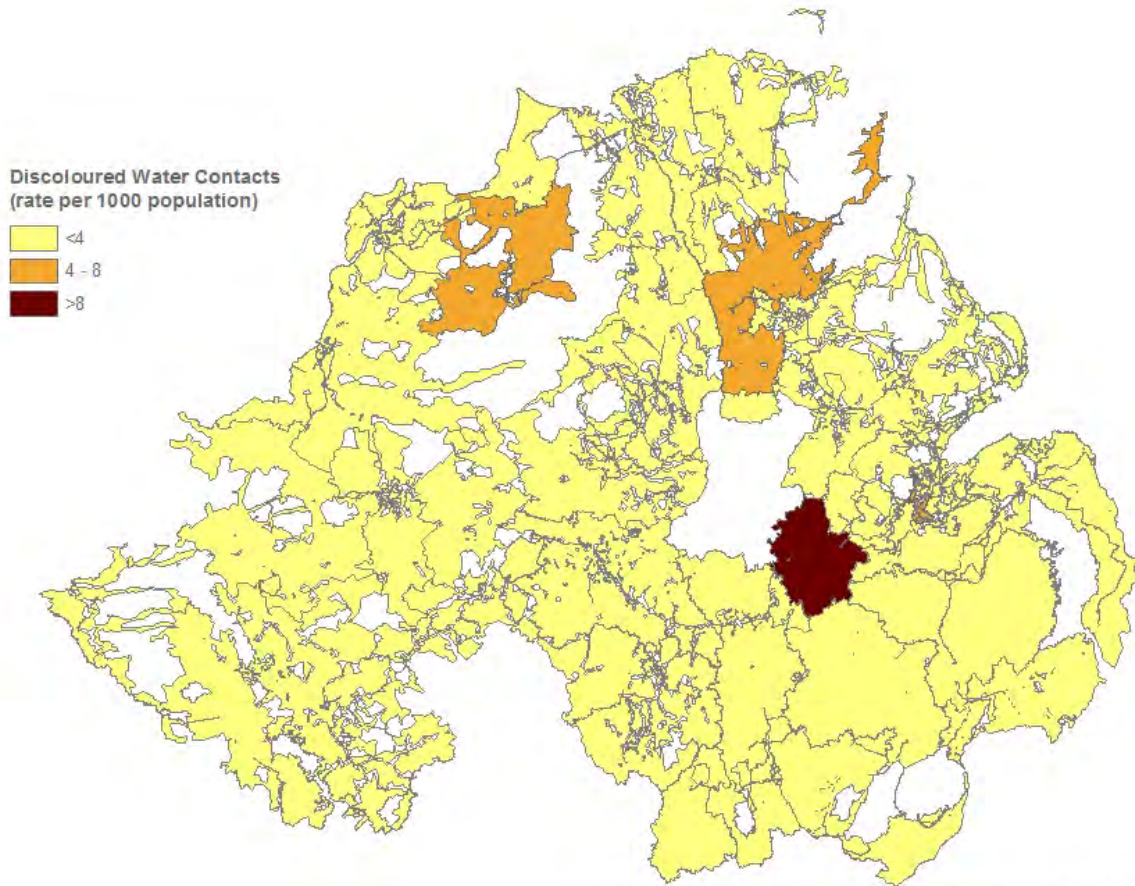 Discoloured Water Contacts
(rate per 1000 population)
<4
4 - 8
>8